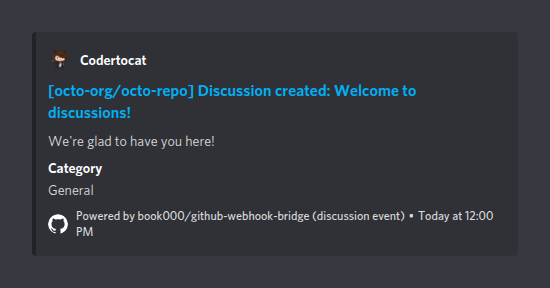 Codertocat
[octo-org/octo-repo] Discussion created: Welcome to
discussions!
We're glad to have you here!
Category
General
Powered by book000/github-webhook-bridge (discussion event) • Today at 12:00
PM